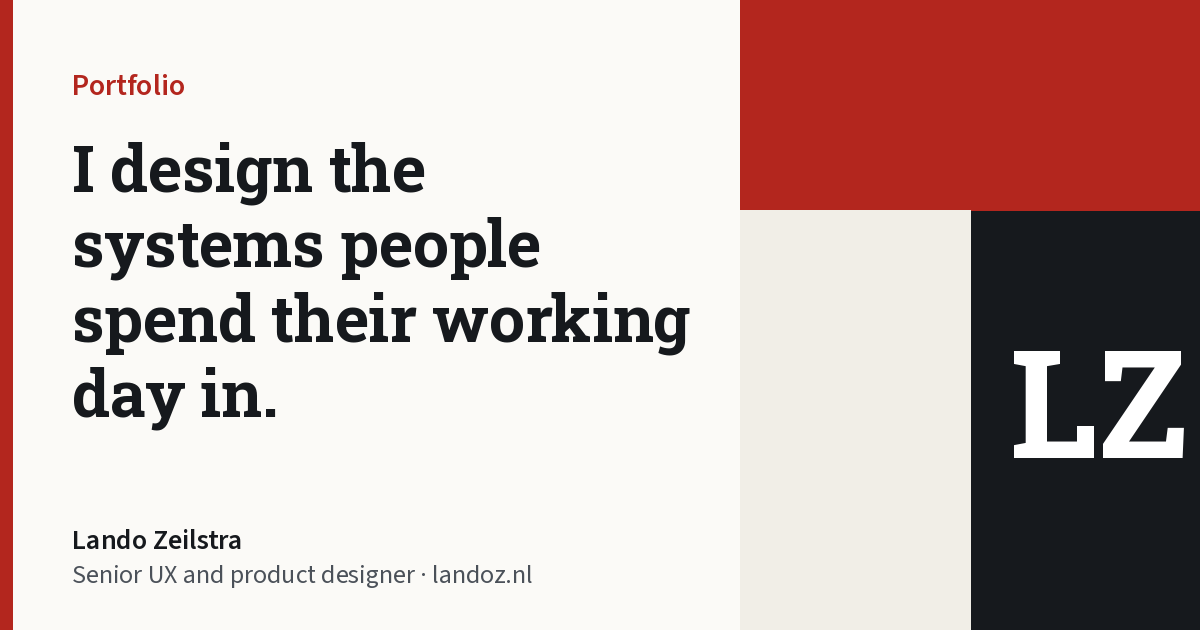 Portfolio
I design the
systems people
spend their working
day in.
LZ
Lando Zeilstra
Senior UX and product designer · landoz.nl